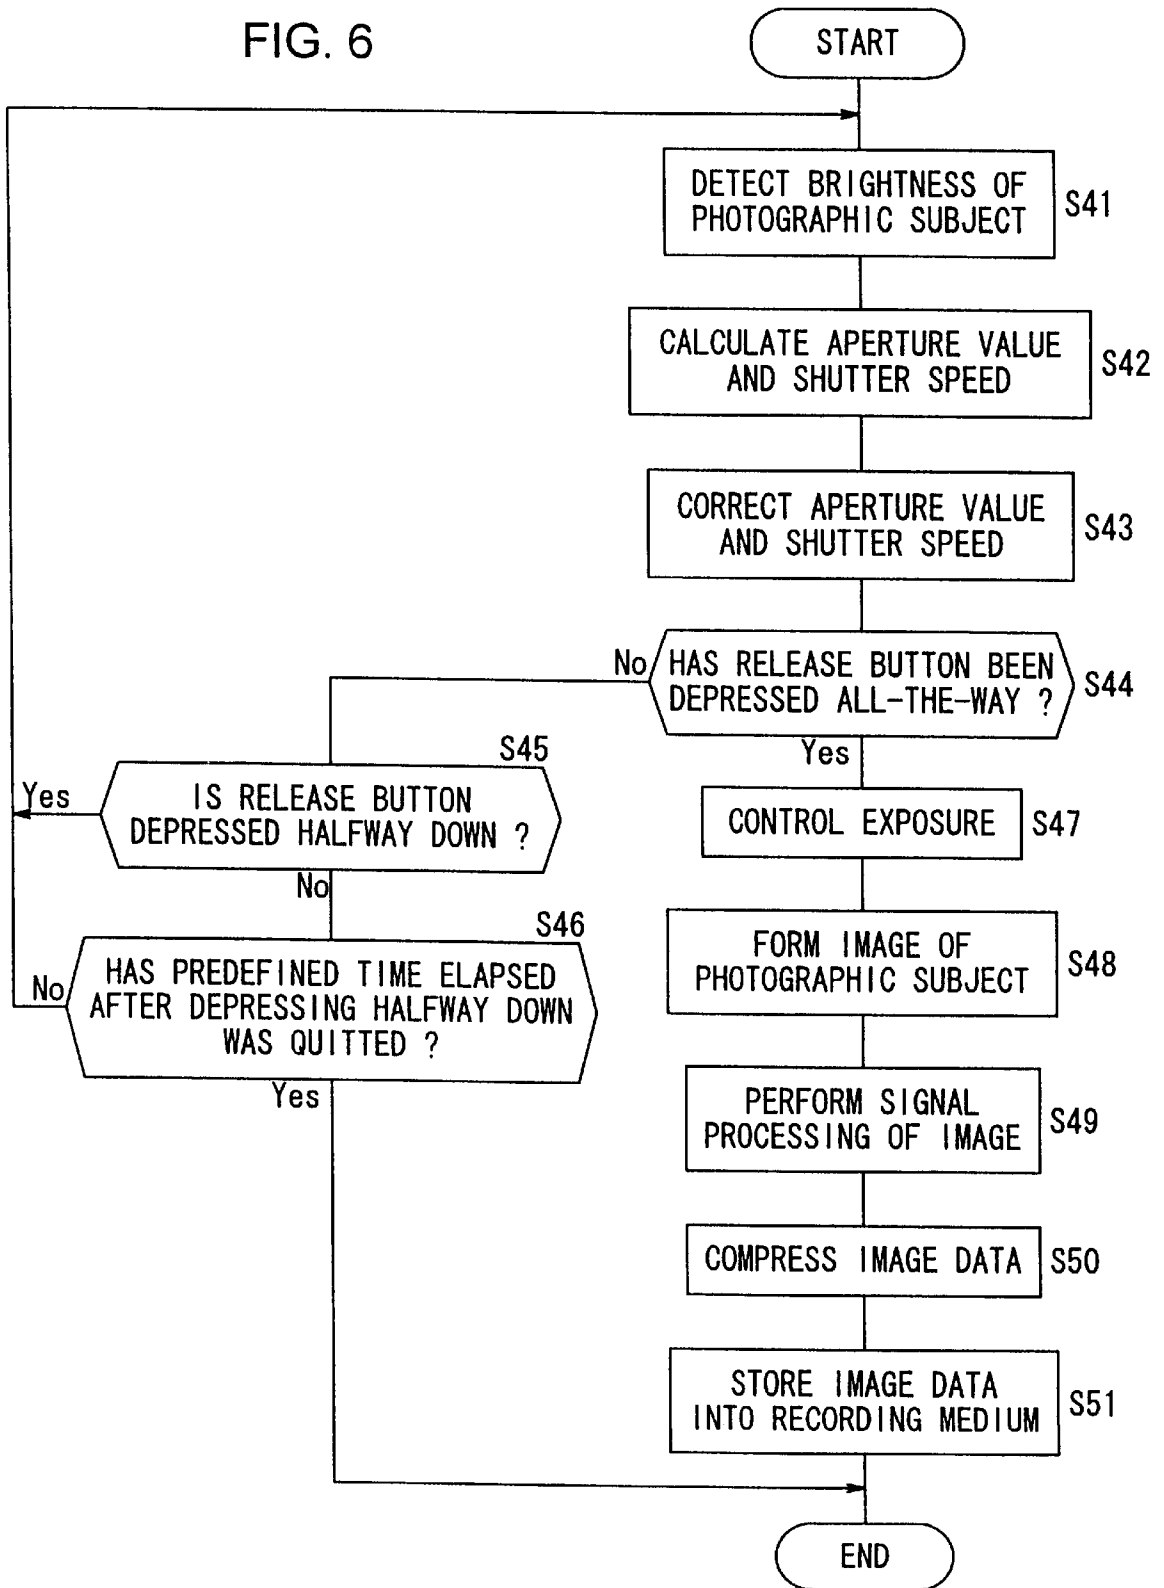 FIG. 6
START
DETECT BRIGHTNESS OF
PHOTOGRAPHIC SUBJECT
S41
CALCULATE APERTURE VALUE
AND SHUTTER SPEED
S42
CORRECT APERTURE VALUE
AND SHUTTER SPEED
S43
No
HAS RELEASE BUTTON BEEN
DEPRESSED ALL-THE-WAY ?
S44
Yes
S45
Yes
IS RELEASE BUTTON
DEPRESSED HALFWAY DOWN ?
No
S46
No
HAS PREDEFINED TIME ELAPSED
AFTER DEPRESSING HALFWAY DOWN
WAS QUITTED ?
Yes
CONTROL EXPOSURE
S47
FORM IMAGE OF
PHOTOGRAPHIC SUBJECT
S48
PERFORM SIGNAL
PROCESSING OF IMAGE
S49
COMPRESS IMAGE DATA
S50
STORE IMAGE DATA
INTO RECORDING MEDIUM
S51
END